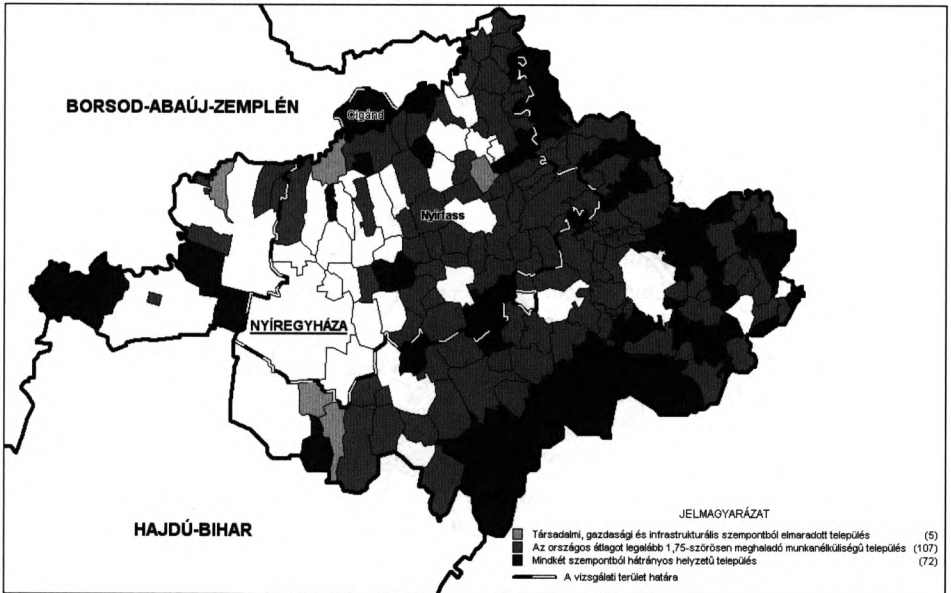 BORSOD-ABAÚJ-ZEMPLÉN
Cigánd
Nyírtass
NYÍREGYHÁZA
HAJDÚ-BIHAR
JELMAGYARÁZAT
Társadalmi, gazdasági és infrastrukturális szempontból elmaradott település (5)
Az országos átlagot legalább 1,75-szörösen meghaladó munkanélküliségű település (107)
Mindkét szempontból hátrányos helyzetű település (72)
A vizsgálati terület határa